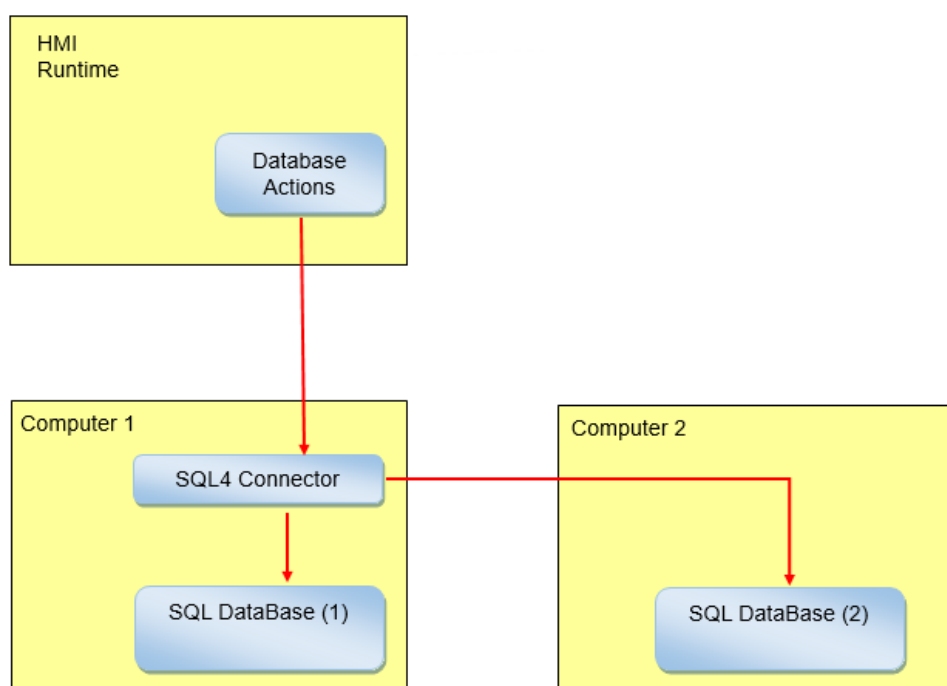 HMI
Runtime
Database
Actions
Computer 1
SQL4 Connector
SQL DataBase (1)
Computer 2
SQL DataBase (2)